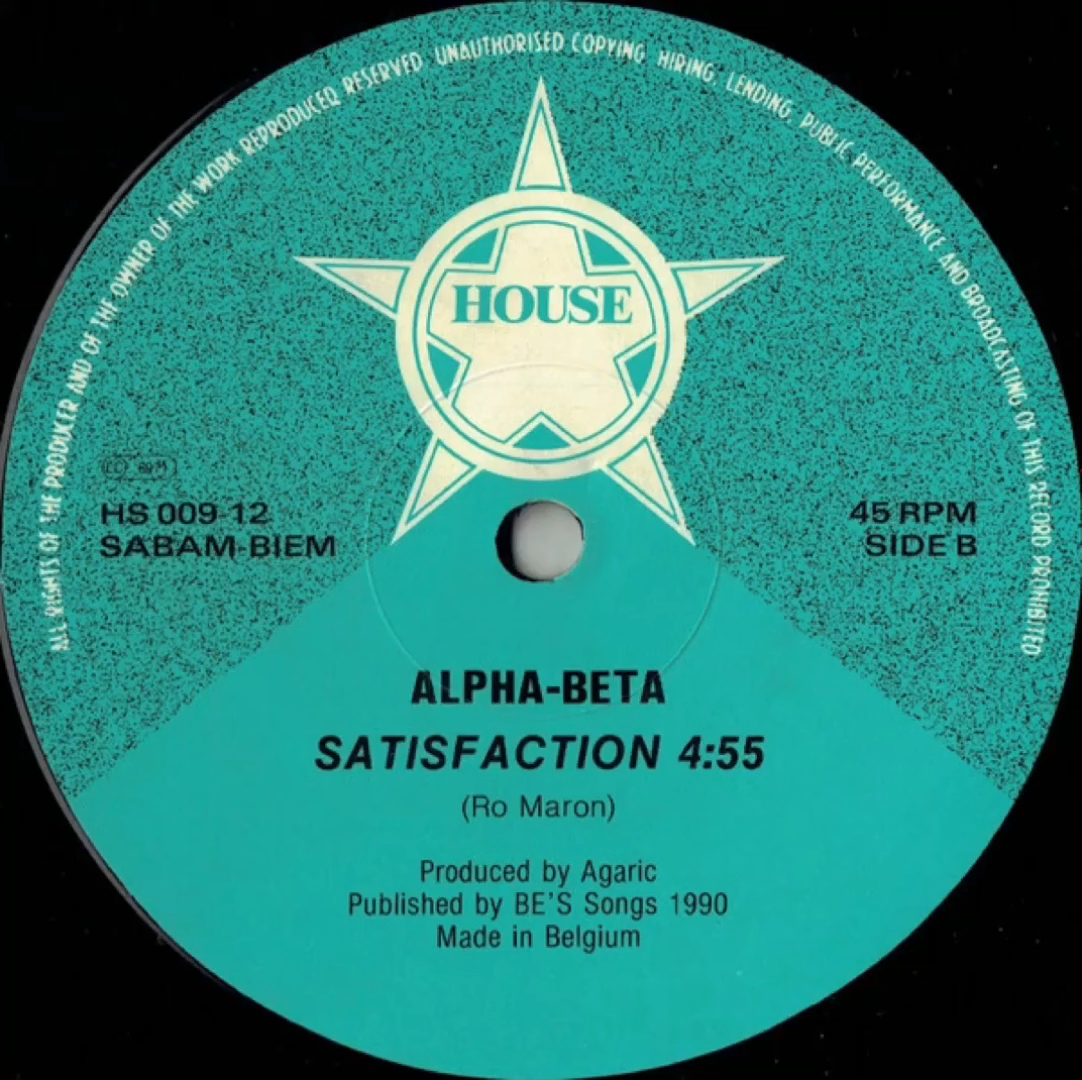 ALL RIGHTS OF THE PRODUCER AND OF THE OWNER OF THE WORK REPRODUCED RESERVED UNAUTHORISED COPYING, HIRING, LENDING, PUBLIC PERFORMANCE AND BROADCASTING OF THIS RECORD PROHIBITED
HOUSE
HS 009-12
SABAM-BIEM
45 RPM
SIDE B
ALPHA-BETA
SATISFACTION 4:55
(Ro Maron)
Produced by Agaric
Published by BE'S Songs 1990
Made in Belgium